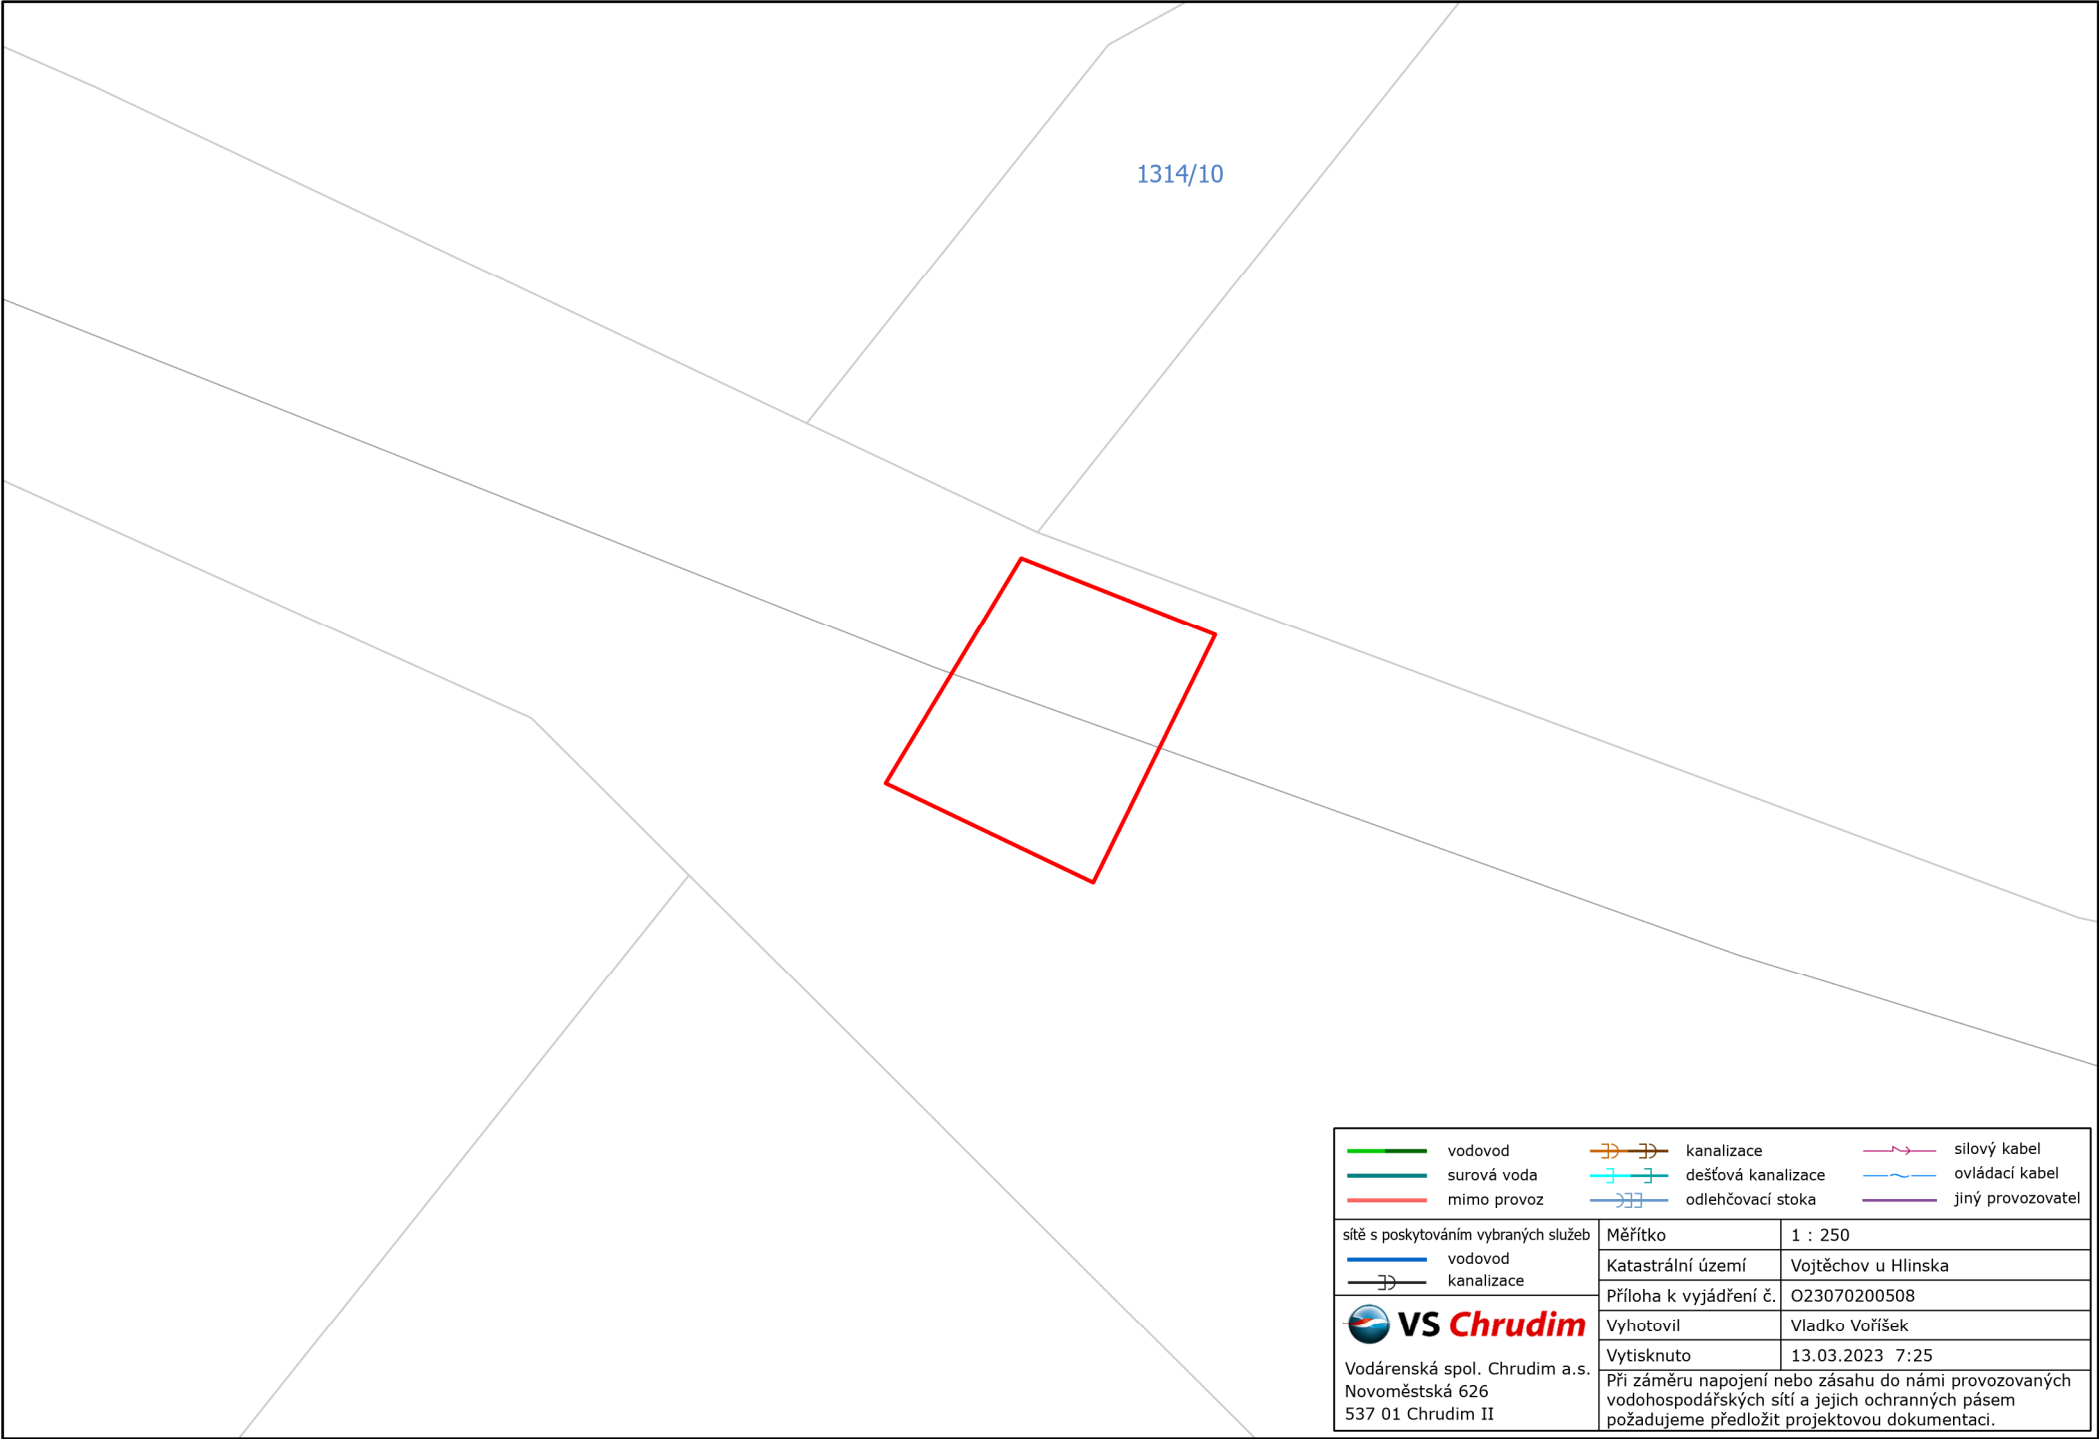 1314/10
vodovod
surová voda
mimo provoz
kanalizace
dešťová kanalizace
odlehčovací stoka
silový kabel
ovládací kabel
jiný provozovatel
sítě s poskytováním vybraných služeb
vodovod
kanalizace
VS Chrudim
Vodárenská spol. Chrudim a.s.
Novoměstská 626
537 01 Chrudim II
Měřítko 1 : 250
Katastrální území Vojtěchov u Hlinska
Příloha k vyjádření č. O23070200508
Vyhotovil Vladko Voříšek
Vytisknuto 13.03.2023 7:25
Při záměru napojení nebo zásahu do námi provozovaných
vodohospodářských sítí a jejich ochranných pásem
požadujeme předložit projektovou dokumentaci.